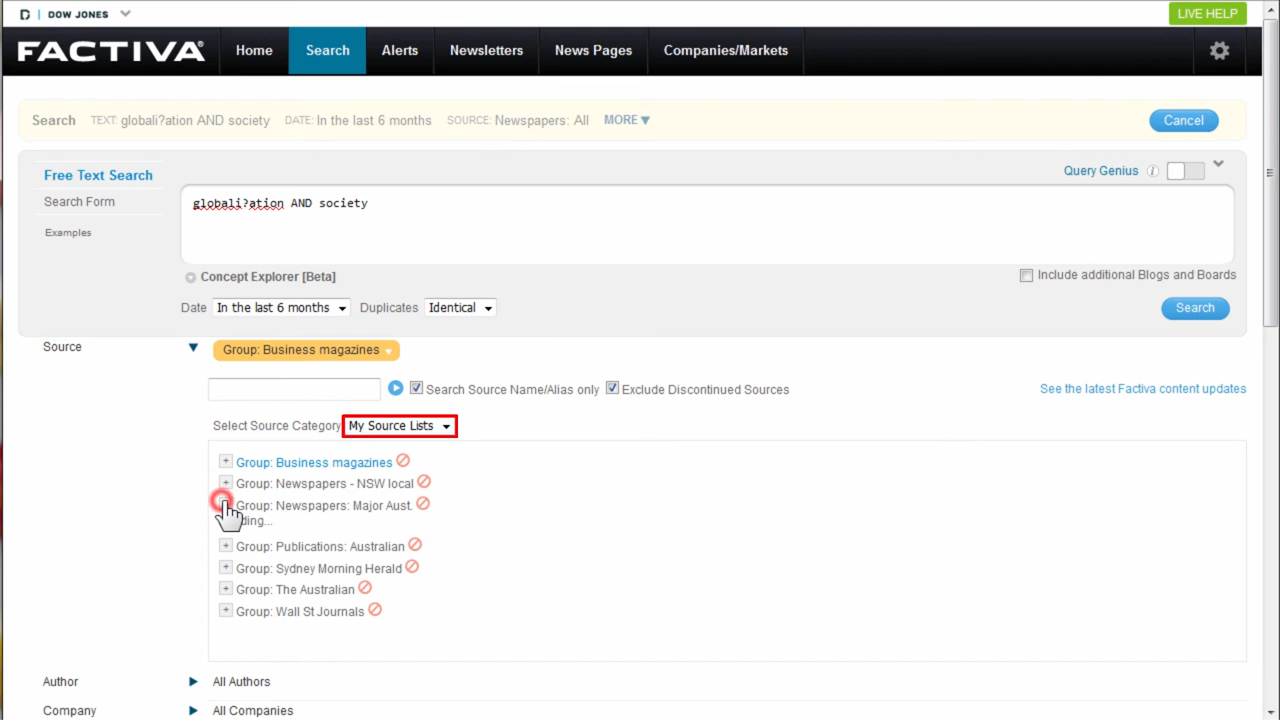 DOW JONES
LIVE HELP
FACTIVA® Home Search Alerts Newsletters News Pages Companies/Markets
Search TEXT: globali?ation AND society DATE: In the last 6 months SOURCE: Newspapers: All MORE Cancel
Free Text Search
Query Genius i
Search Form
globali?ation AND society
Examples
Concept Explorer [Beta]
Include additional Blogs and Boards
Date In the last 6 months Duplicates Identical
Search
Source Group: Business magazines
Search Source Name/Alias only Exclude Discontinued Sources See the latest Factiva content updates
Select Source Category My Source Lists
Group: Business magazines
Group: Newspapers - NSW local
Group: Newspapers: Major Aust.
ding...
Group: Publications: Australian
Group: Sydney Morning Herald
Group: The Australian
Group: Wall St Journals
Author All Authors
Company All Companies